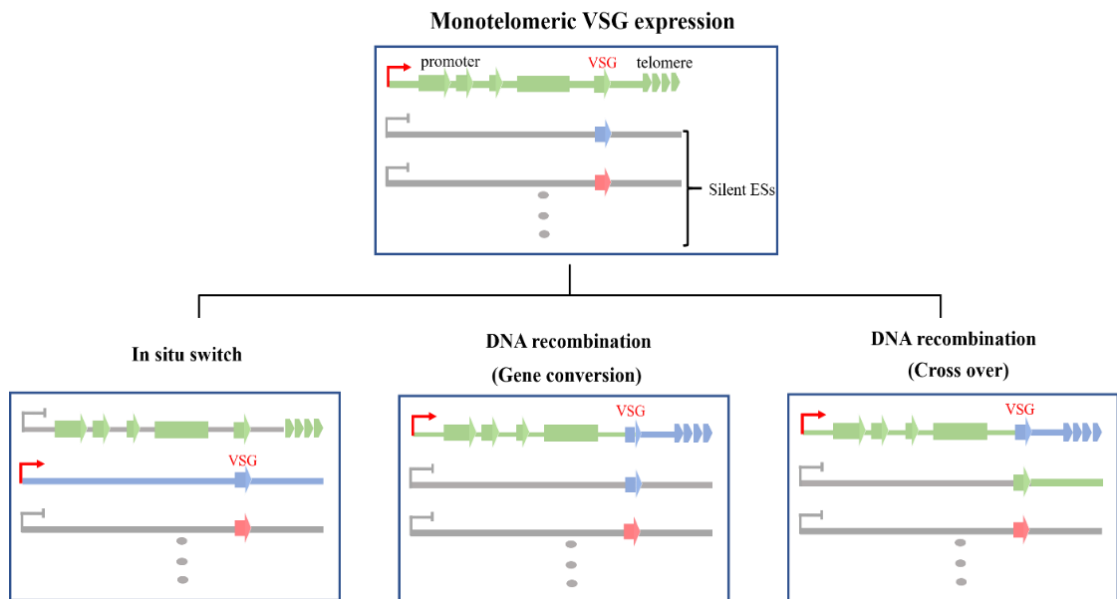 Monotelomeric VSG expression
promoter
VSG
telomere
Silent ESs
In situ switch
DNA recombination
(Gene conversion)
DNA recombination
(Cross over)
VSG
VSG
VSG